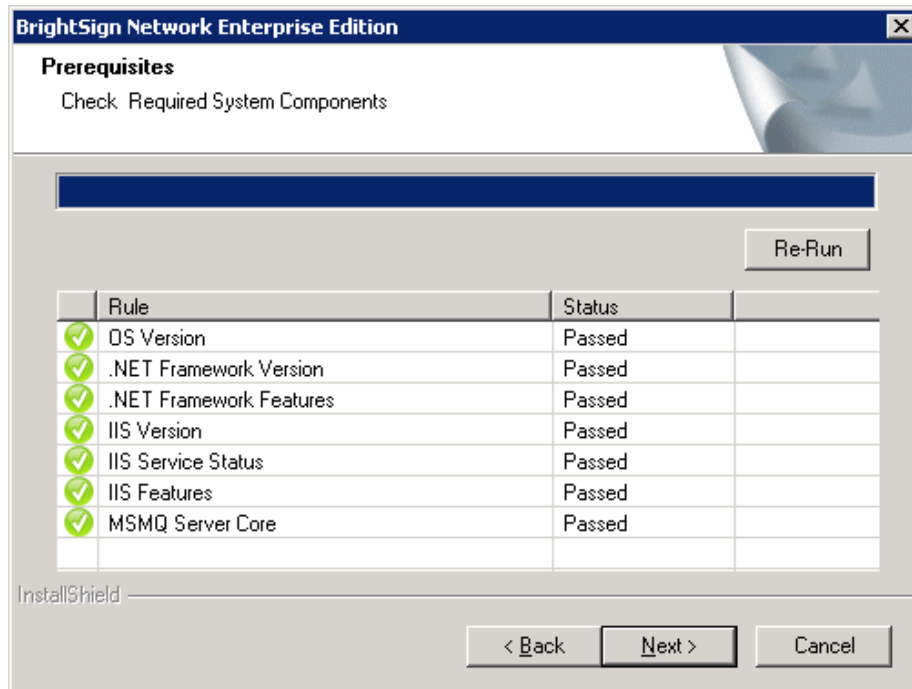 BrightSign Network Enterprise Edition
Prerequisites
Check Required System Components
Re-Run
Rule Status
OS Version Passed
.NET Framework Version Passed
.NET Framework Features Passed
IIS Version Passed
IIS Service Status Passed
IIS Features Passed
MSMQ Server Core Passed
InstallShield
< Back Next > Cancel